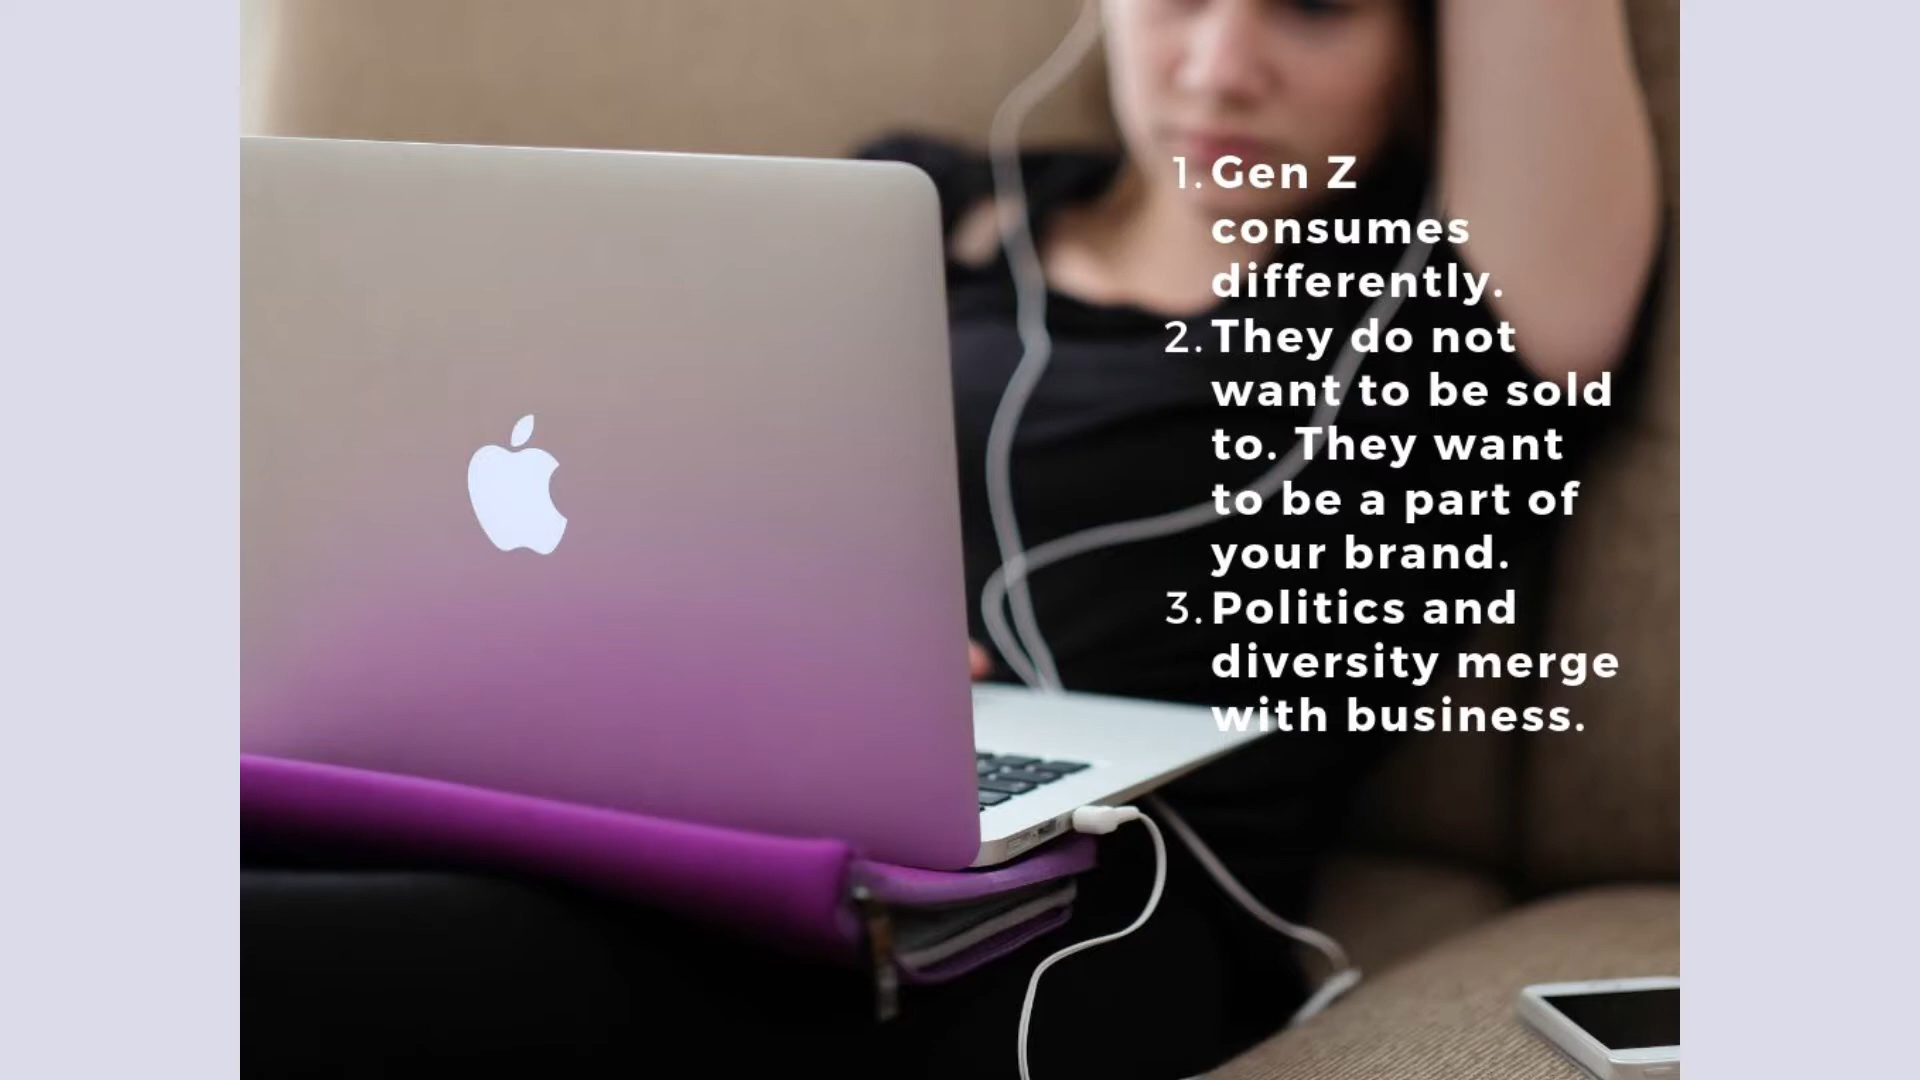 1. Gen Z
consumes
differently.
2. They do not
want to be sold
to. They want
to be a part of
your brand.
3. Politics and
diversity merge
with business.